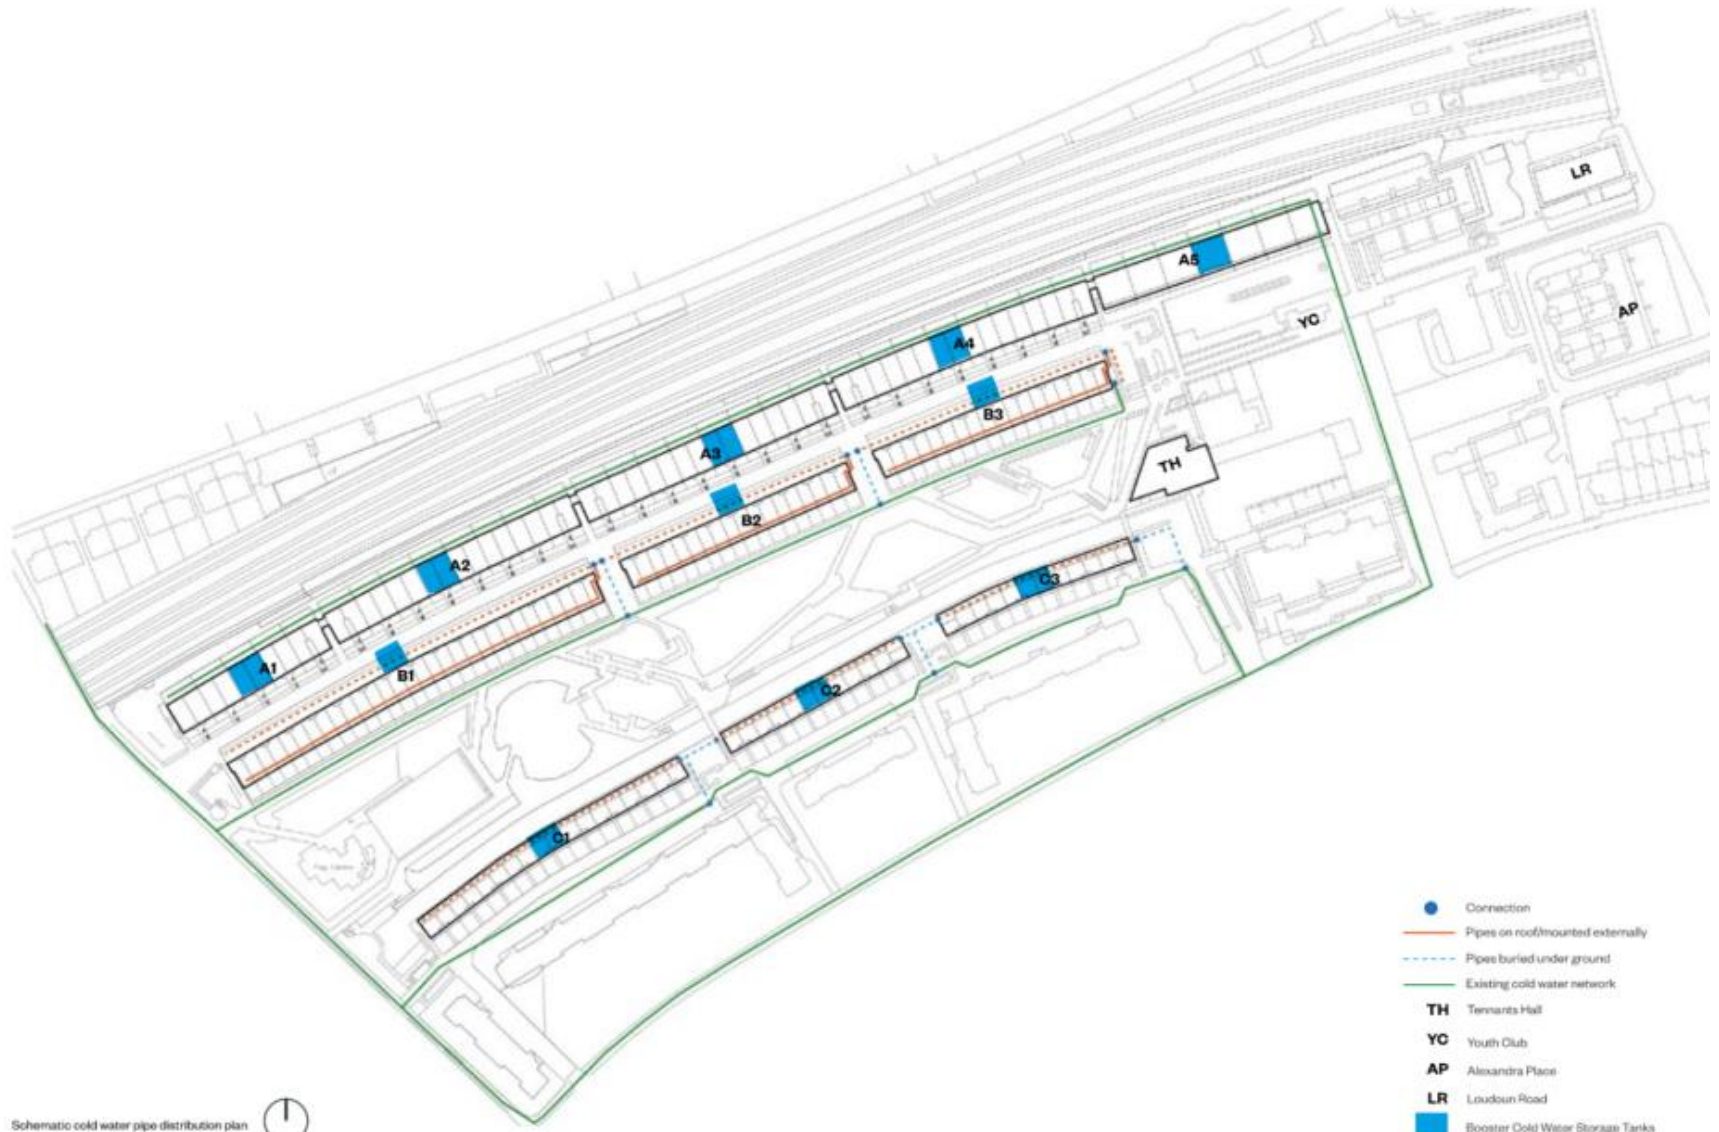 LR
A5
AP
YC
A4
B3
A3
TH
B2
A2
C3
A1
B1
C2
C1
Connection
Pipes on roof/mounted externally
Pipes buried under ground
Existing cold water network
TH Tennants Hall
YC Youth Club
AP Alexandra Place
LR Loudoun Road
Booster Cold Water Storage Tanks
Schematic cold water pipe distribution plan